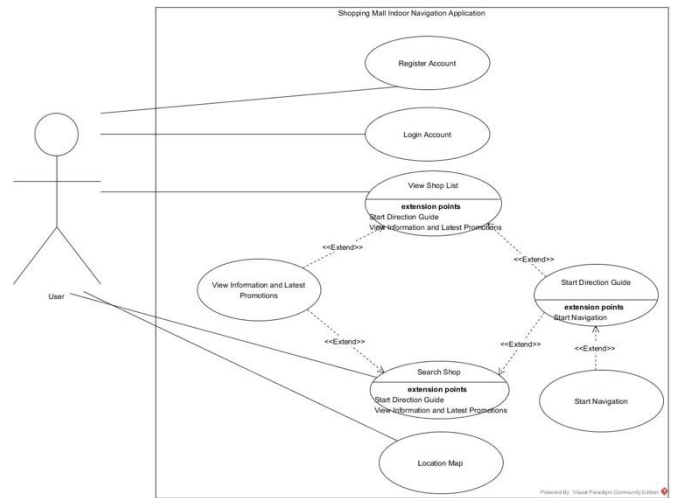 Shopping Mall Indoor Navigation Application
Register Account
Login Account
View Shop List
extension points
Start Direction Guide
View Information and Latest Promotions
<<Extend>>
<<Extend>>
View Information and Latest
Promotions
Start Direction Guide
extension points
Start Navigation
User
<<Extend>>
<<Extend>>
<<Extend>>
Search Shop
extension points
Start Direction Guide
View Information and Latest Promotions
Start Navigation
Location Map
Powered By Visual Paradigm Community Edition